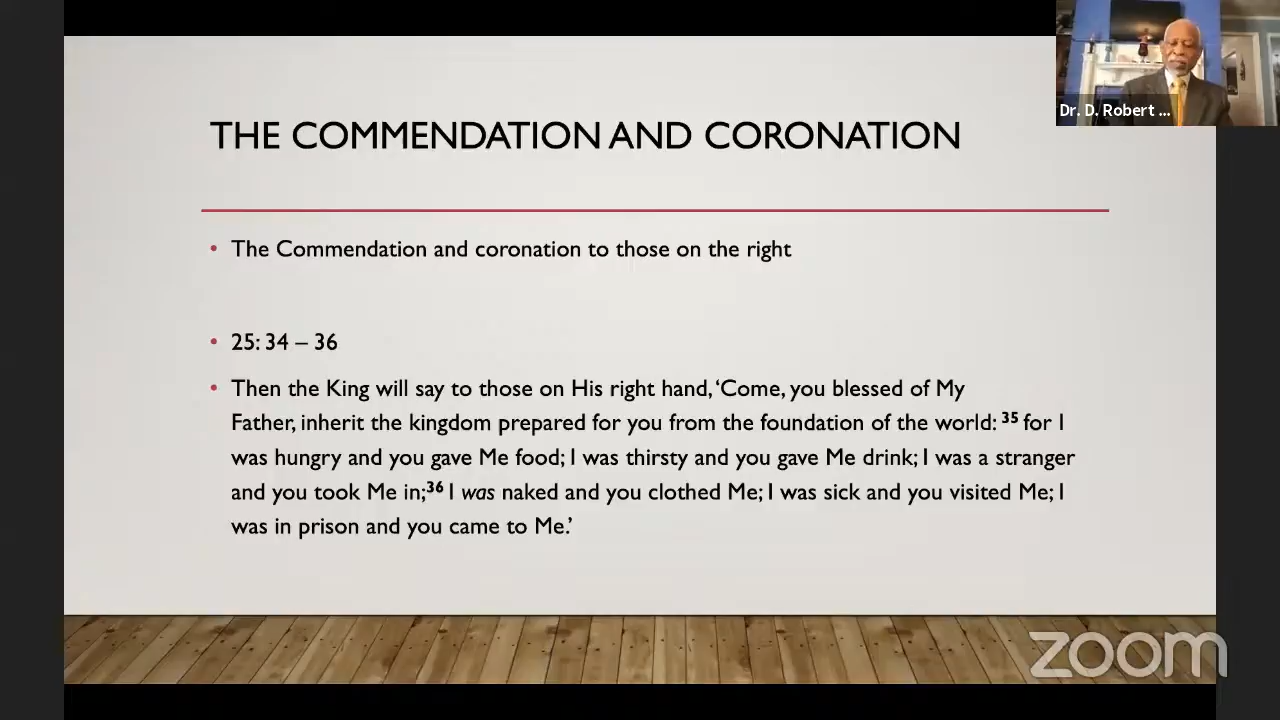 Dr. D. Robert ...
THE COMMENDATION AND CORONATION
• The Commendation and coronation to those on the right
• 25: 34 – 36
• Then the King will say to those on His right hand, ‘Come, you blessed of My
Father, inherit the kingdom prepared for you from the foundation of the world: 35 for I
was hungry and you gave Me food; I was thirsty and you gave Me drink; I was a stranger
and you took Me in;36 I was naked and you clothed Me; I was sick and you visited Me; I
was in prison and you came to Me.’
zoom